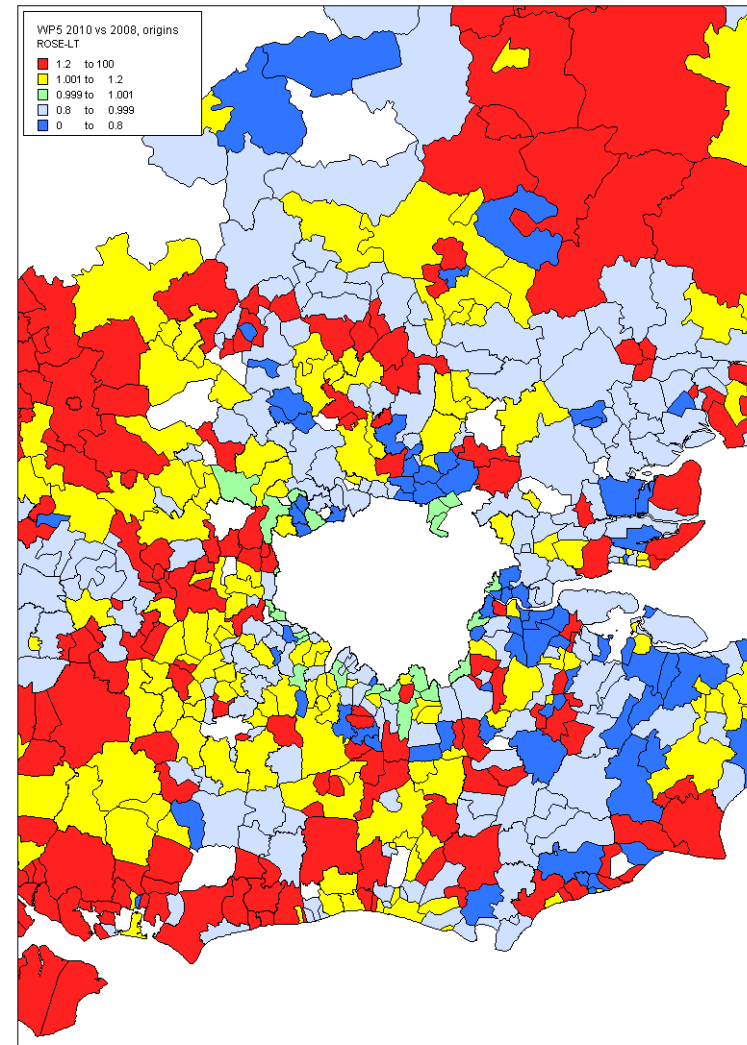 WP5 2010 vs 2008, origins
ROSE-LT
1.2 to 100
1.001 to 1.2
0.999 to 1.001
0.8 to 0.999
0 to 0.8